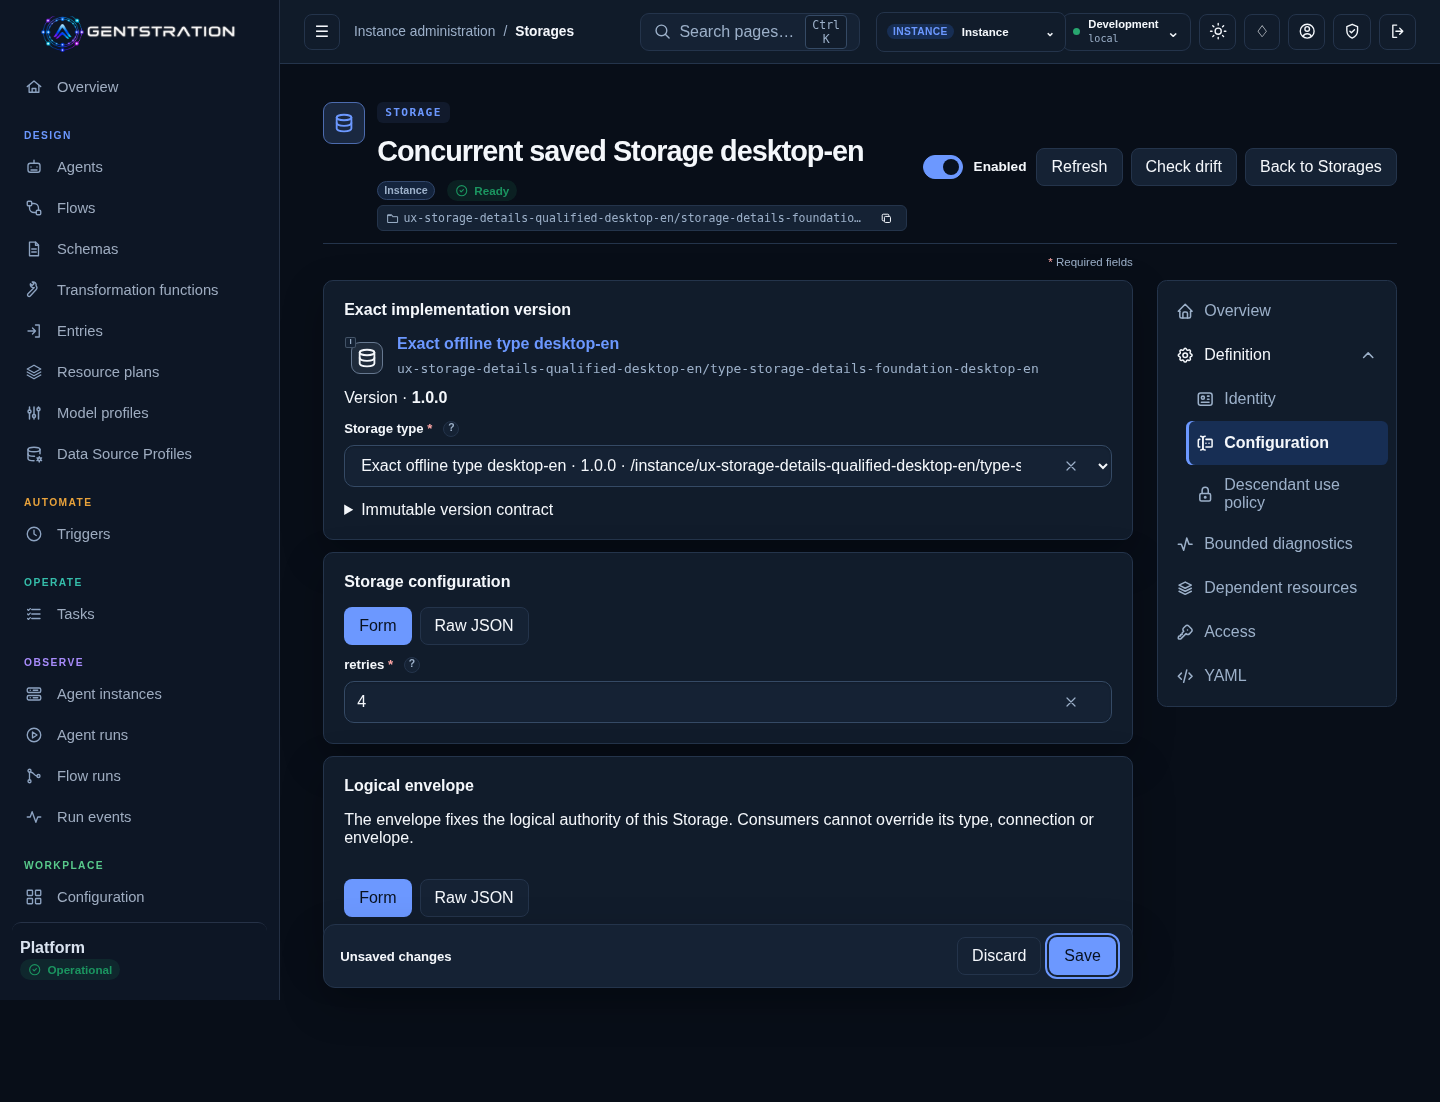 GENTSTRATION
Overview
DESIGN
Agents
Flows
Schemas
Transformation functions
Entries
Resource plans
Model profiles
Data Source Profiles
AUTOMATE
Triggers
OPERATE
Tasks
OBSERVE
Agent instances
Agent runs
Flow runs
Run events
WORKPLACE
Configuration
Platform
Operational
Instance administration / Storages
Search pages… Ctrl K
INSTANCE Instance
Development
local
STORAGE
Concurrent saved Storage desktop-en
Instance Ready
ux-storage-details-qualified-desktop-en/storage-details-foundatio…
Enabled Refresh Check drift Back to Storages
* Required fields
Exact implementation version
Exact offline type desktop-en
ux-storage-details-qualified-desktop-en/type-storage-details-foundation-desktop-en
Version · 1.0.0
Storage type * ?
Exact offline type desktop-en · 1.0.0 · /instance/ux-storage-details-qualified-desktop-en/type-s
Immutable version contract
Storage configuration
Form Raw JSON
retries * ?
4
Logical envelope
The envelope fixes the logical authority of this Storage. Consumers cannot override its type, connection or
envelope.
Form Raw JSON
Unsaved changes Discard Save
Overview
Definition
Identity
Configuration
Descendant use
policy
Bounded diagnostics
Dependent resources
Access
YAML